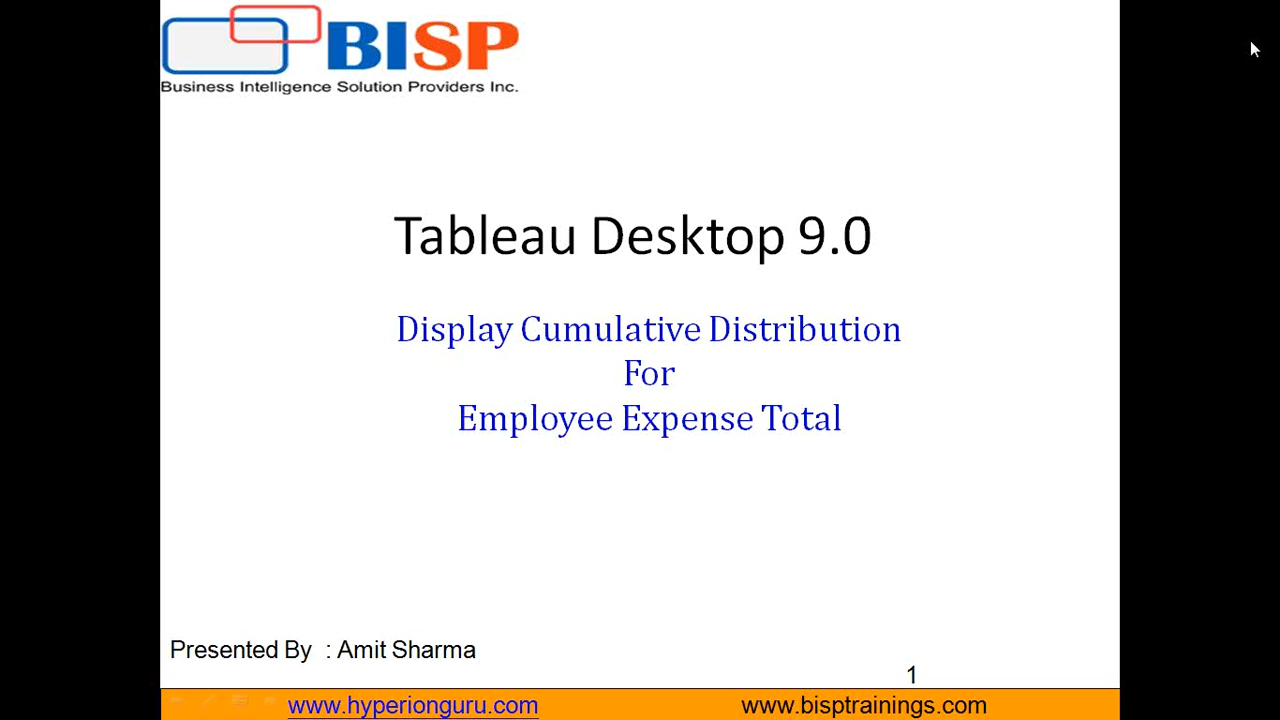 BISP
Business Intelligence Solution Providers Inc.
Tableau Desktop 9.0
Display Cumulative Distribution
For
Employee Expense Total
Presented By : Amit Sharma
1
www.hyperionguru.com
www.bisptrainings.com